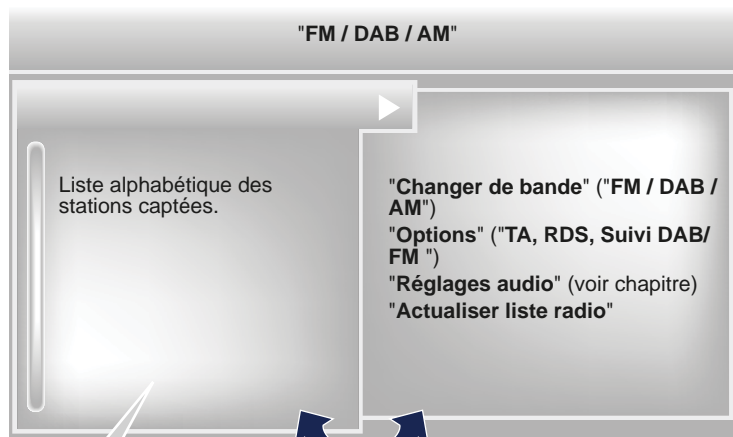 "FM / DAB / AM"
Liste alphabétique des
stations captées.
"Changer de bande" ("FM / DAB /
AM")
"Options" ("TA, RDS, Suivi DAB/
FM ")
"Réglages audio" (voir chapitre)
"Actualiser liste radio"